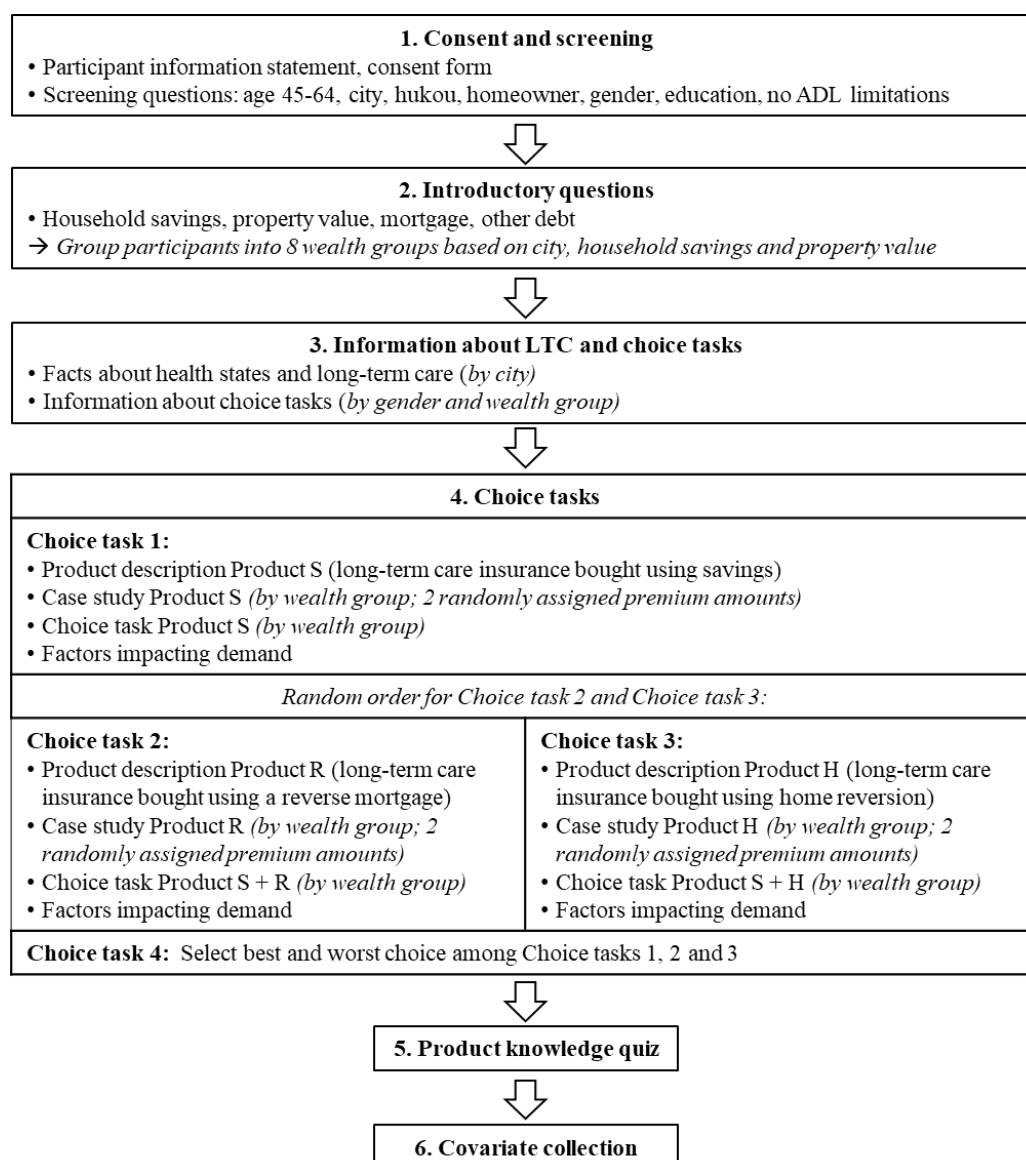 1. Consent and screening
• Participant information statement, consent form
• Screening questions: age 45-64, city, hukou, homeowner, gender, education, no ADL limitations
2. Introductory questions
• Household savings, property value, mortgage, other debt
→ Group participants into 8 wealth groups based on city, household savings and property value
3. Information about LTC and choice tasks
• Facts about health states and long-term care (by city)
• Information about choice tasks (by gender and wealth group)
4. Choice tasks
Choice task 1:
• Product description Product S (long-term care insurance bought using savings)
• Case study Product S (by wealth group; 2 randomly assigned premium amounts)
• Choice task Product S (by wealth group)
• Factors impacting demand
Random order for Choice task 2 and Choice task 3:
Choice task 2:
• Product description Product R (long-term care
insurance bought using a reverse mortgage)
• Case study Product R (by wealth group; 2
randomly assigned premium amounts)
• Choice task Product S + R (by wealth group)
• Factors impacting demand
Choice task 3:
• Product description Product H (long-term care
insurance bought using home reversion)
• Case study Product H (by wealth group; 2
randomly assigned premium amounts)
• Choice task Product S + H (by wealth group)
• Factors impacting demand
Choice task 4: Select best and worst choice among Choice tasks 1, 2 and 3
5. Product knowledge quiz
6. Covariate collection